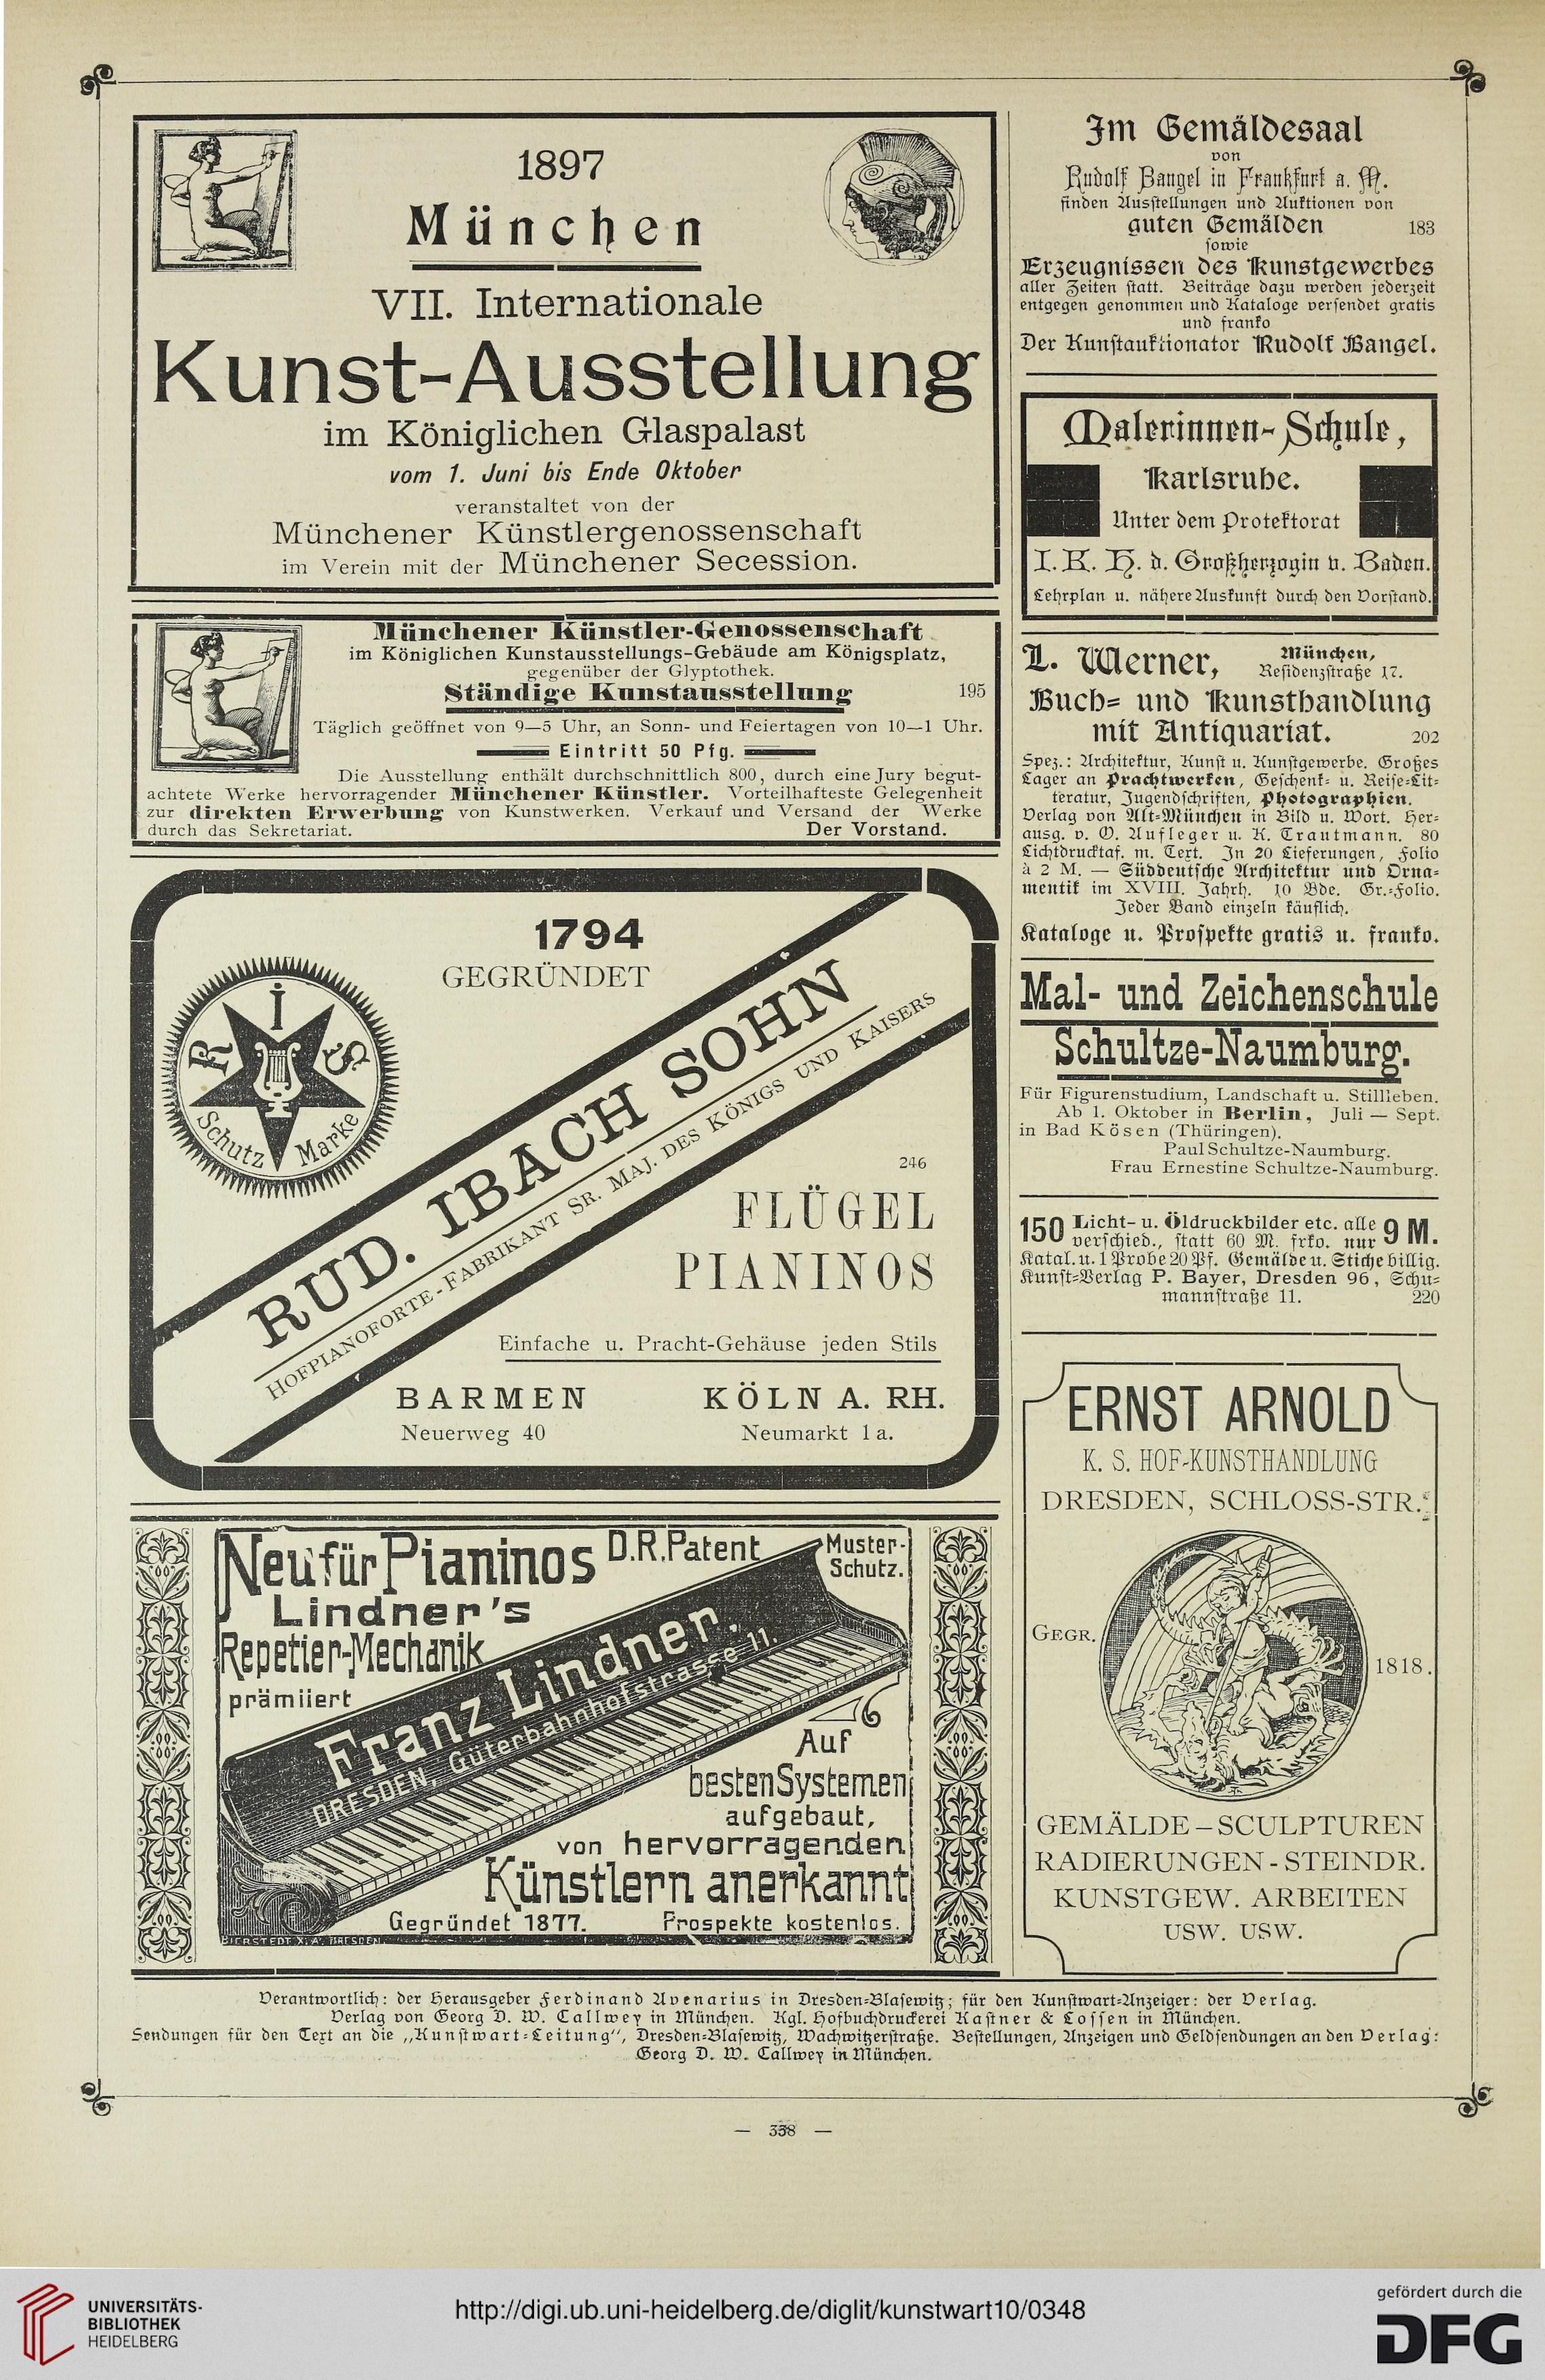 1897
München
VII. Internationale
Kunst-Ausstellung
im Königlichen Glaspalast
vom 1. Juni bis Ende Oktober
veranstaltet von der
Münchener Künstlergenossenschaft
im Verein mit der Münchener Secession.
Münchener Künstler-Genossenschaft
im Königlichen Kunstausstellungs-Gebäude am Königsplatz,
gegenüber der Glyptothek.
Ständige Kunstausstellung 195
Täglich geöffnet von 9—5 Uhr, an Sonn- und Feiertagen von 10—1 Uhr.
Eintritt 50 Pfg.
Die Ausstellung enthält durchschnittlich 800, durch eine Jury begut-
achtete Werke hervorragender Münchener Künstler. Vorteilhafteste Gelegenheit
zur direkten Erwerbung von Kunstwerken. Verkauf und Versand der Werke
durch das Sekretariat. Der Vorstand.
1794
GEGRÜNDET
IRIS
Schutz Marke
RUD. IBACH SOHN
HOFPIANOFORTE-FABRIKANT SR. MAJ. DES KÖNIGS UND KAISERS
246
FLÜGEL
PIANINOS
Einfache u. Pracht-Gehäuse jeden Stils
BARMEN KÖLN A. RH.
Neuerweg 40 Neumarkt 1a.
Neu für Pianinos D.R.Patent Muster-
Schutz.
Lindner's
Repetier-Mechanik
prämiiert
Franz Lindner.
DRESDEN, Güterbahnhofstrasse 11.
Auf
besten Systemen
aufgebaut,
von hervorragenden
Künstlern anerkannt
Gegründet 1877. Prospekte kostenlos.
BIERSTEDT X. A. DRESDEN
Im Gemäldesaal
von
Rudolf Bangel in Frankfurt a. M.
finden Ausstellungen und Auktionen von
guten Gemälden 183
sowie
Erzeugnissen des Kunstgewerbes
aller Zeiten statt. Beiträge dazu werden jederzeit
entgegen genommen und Kataloge versendet gratis
und franko
Der Kunstauktionator Rudolf Bangel.
Malerinnen-Schule,
Karlsruhe.
Unter dem Protektorat
I. K. H. d. Großherzogin v. Baden.
Lehrplan u. nähere Auskunft durch den Vorstand.
L. Werner, München,
Residenzstraße 17.
Buch- und Kunsthandlung
mit Antiquariat. 202
Spez.: Architektur, Kunst u. Kunstgewerbe. Großes
Lager an Prachtwerken, Geschenk- u. Reise-Lit-
teratur, Jugendschriften, Photographien.
Verlag von Alt-München in Bild u. Wort. Her-
ausg. v. O. Aufleger u. K. Trautmann. 80
Lichtdrucktaf. m. Text. In 20 Lieferungen, Folio
à 2 M. — Süddeutsche Architektur und Orna-
mentik im XVIII. Jahrh. 10 Bde. Gr.-Folio.
Jeder Band einzeln käuflich.
Kataloge u. Prospekte gratis u. franko.
Mal- und Zeichenschule
Schultze-Naumburg.
Für Figurenstudium, Landschaft u. Stillleben.
Ab 1. Oktober in Berlin, Juli — Sept.
in Bad Kösen (Thüringen).
Paul Schultze-Naumburg.
Frau Ernestine Schultze-Naumburg.
150 Licht- u. Öldruckbilder etc. alle 9 M.
verschied., statt 60 M. frko. nur
Katal. u. 1 Probe 20 Pf. Gemälde u. Stiche billig.
Kunst-Verlag P. Bayer, Dresden 96, Schu-
mannstraße 11. 220
ERNST ARNOLD
K. S. HOF-KUNSTHANDLUNG
DRESDEN, SCHLOSS-STR.
GEGR. 1818.
GEMÄLDE – SCULPTUREN
RADIERUNGEN - STEINDR.
KUNSTGEW. ARBEITEN
USW. USW.
Verantwortlich: der Herausgeber Ferdinand Avenarius in Dresden-Blasewitz; für den Kunstwart-Anzeiger: der Verlag.
Verlag von Georg D. W. Callwey in München. Kgl. Hofbuchdruckerei Kastner & Lossen in München.
Sendungen für den Text an die „Kunstwart-Leitung“, Dresden-Blasewitz, Wachwitzerstraße. Bestellungen, Anzeigen und Geldsendungen an den Verlag:
Georg D. W. Callwey in München.
— 338 —
UNIVERSITÄTS-
BIBLIOTHEK
HEIDELBERG
http://digi.ub.uni-heidelberg.de/diglit/kunstwart10/0348
gefördert durch die
DFG